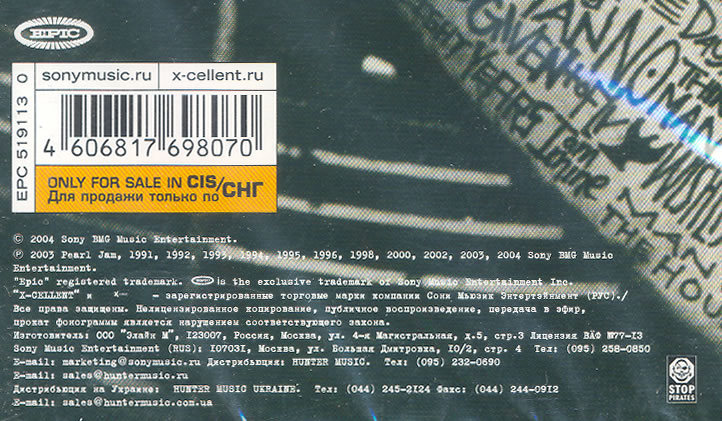 EPIC
EPC 519113 0
sonymusic.ru x-cellent.ru
4 606817 698070
ONLY FOR SALE IN CIS/СНГ
Для продажи только по
© 2004 Sony BMG Music Entertainment.
℗ 2003 Pearl Jam, 1991, 1992, 1993, 1994, 1995, 1996, 1998, 2000, 2002, 2003, 2004 Sony BMG Music
Entertainment.
"Epic" registered trademark. EPIC is the exclusive trademark of Sony Music Entertainment Inc.
"X-CELLENT" и x— — зарегистрированные торговые марки компании Сони Мьюзик Энтертэйнмент (РУС)./
Все права защищены. Нелицензированное копирование, публичное воспроизведение, передача в эфир,
прокат фонограммы является нарушением соответствующего закона.
Изготовитель: ООО "Элайн М", 123007, Россия, Москва, ул. 4-я Магистральная, д.5, стр.3 Лицензия ВАФ №77-13
Sony Music Entertainment (RUS): 107031, Москва, ул. Большая Дмитровка, 10/2, стр. 4 Тел: (095) 258-0850
E-mail: marketing@sonymusic.ru Дистрибьюция: HUNTER MUSIC. Тел: (095) 232-0690
E-mail: sales@huntermusic.ru
Дистрибьюция на Украине: HUNTER MUSIC UKRAINE. Тел: (044) 245-2124 Факс: (044) 244-0912
E-mail: sales@huntermusic.com.ua
STOP
PIRATES
GIVEN
MAN
THE HOU